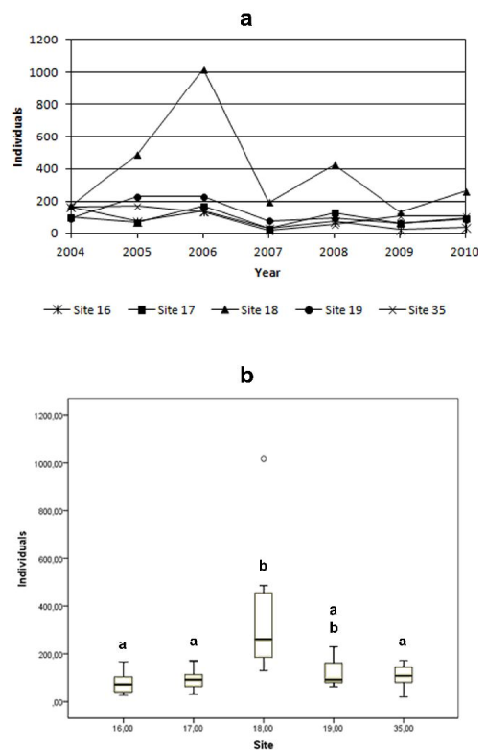 a
1200
1000
800
600
400
200
0
Individuals
2004 2005 2006 2007 2008 2009 2010
Year
Site 16 Site 17 Site 18 Site 19 Site 35
b
1200,00
1000,00
800,00
600,00
400,00
200,00
,00
Individuals
a a b a b a
16,00 17,00 18,00 19,00 35,00
Site